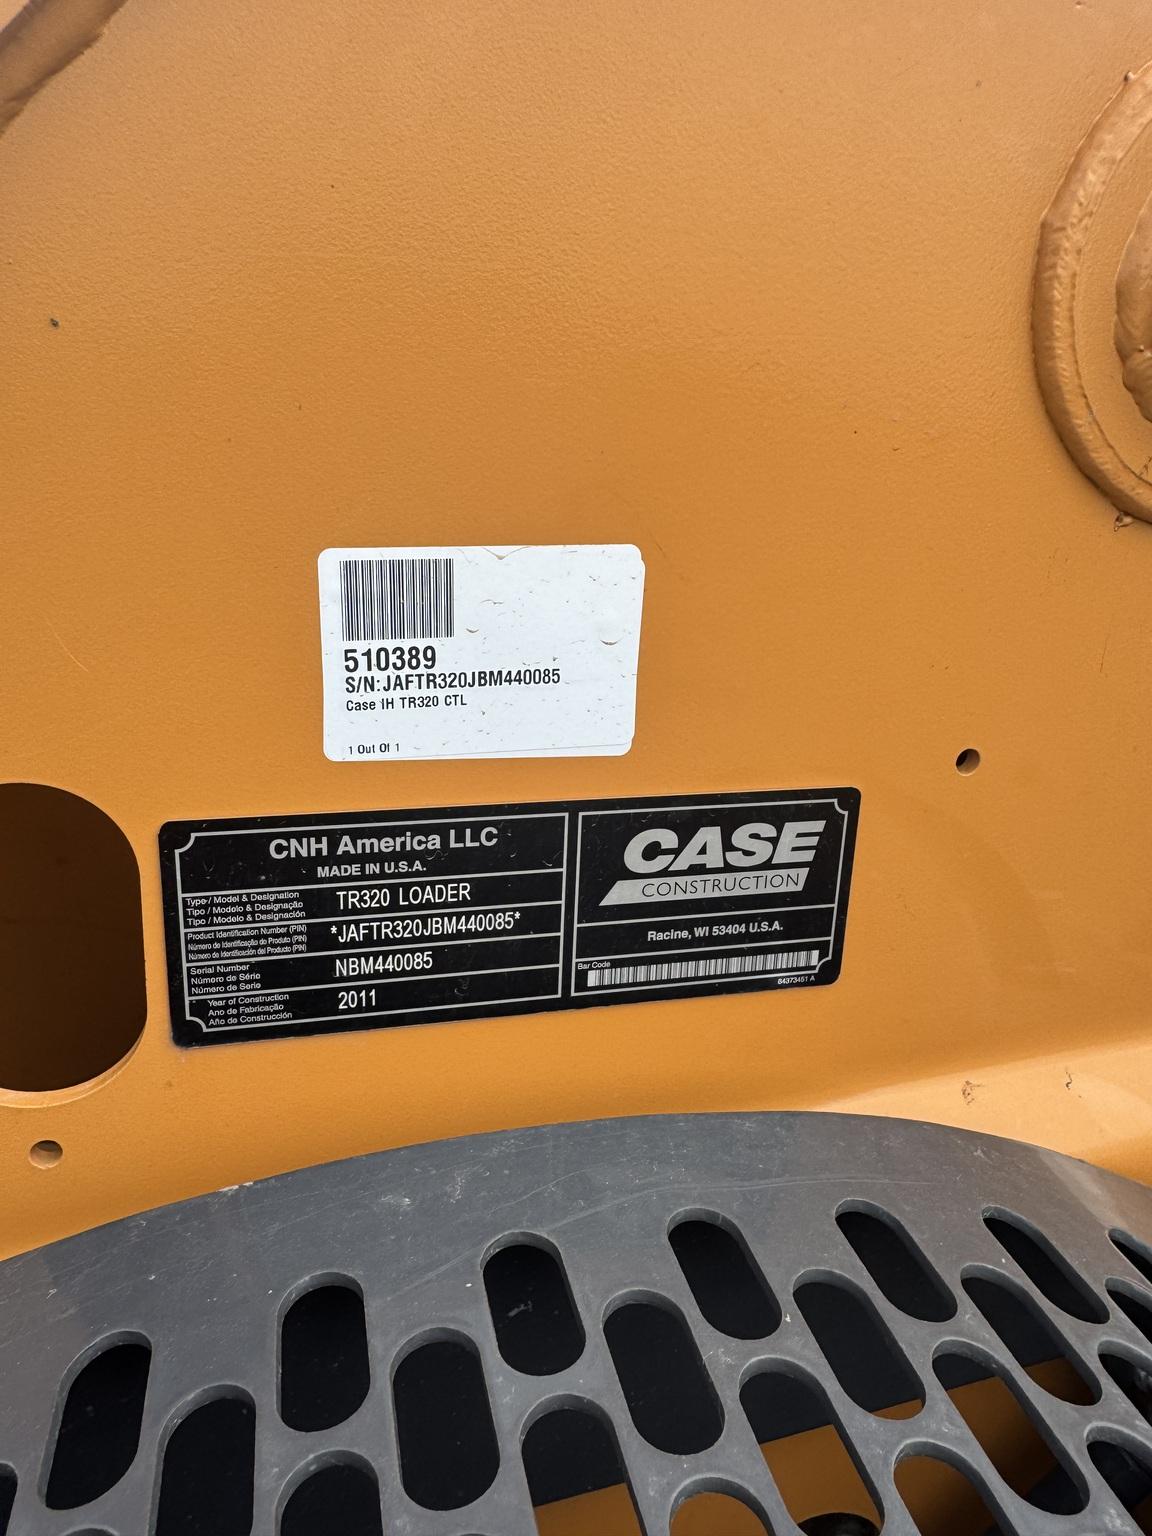 510389
S/N:JAFTR320JBM440085
Case IH TR320 CTL
1 Out Of 1
CNH America LLC
MADE IN U.S.A.
Type / Model & Designation
Tipo / Modelo & Designação
Tipo / Modelo & Designación
TR320 LOADER
Product Identification Number (PIN)
Número de Identificação do Produto (PIN)
Número de Identificación del Producto (PIN)
*JAFTR320JBM440085*
Serial Number
Número de Série
Número de Serie
NBM440085
Year of Construction
Ano de Fabricação
Año de Construcción
2011
CASE
CONSTRUCTION
Racine, WI 53404 U.S.A.
Bar Code
84373451 A